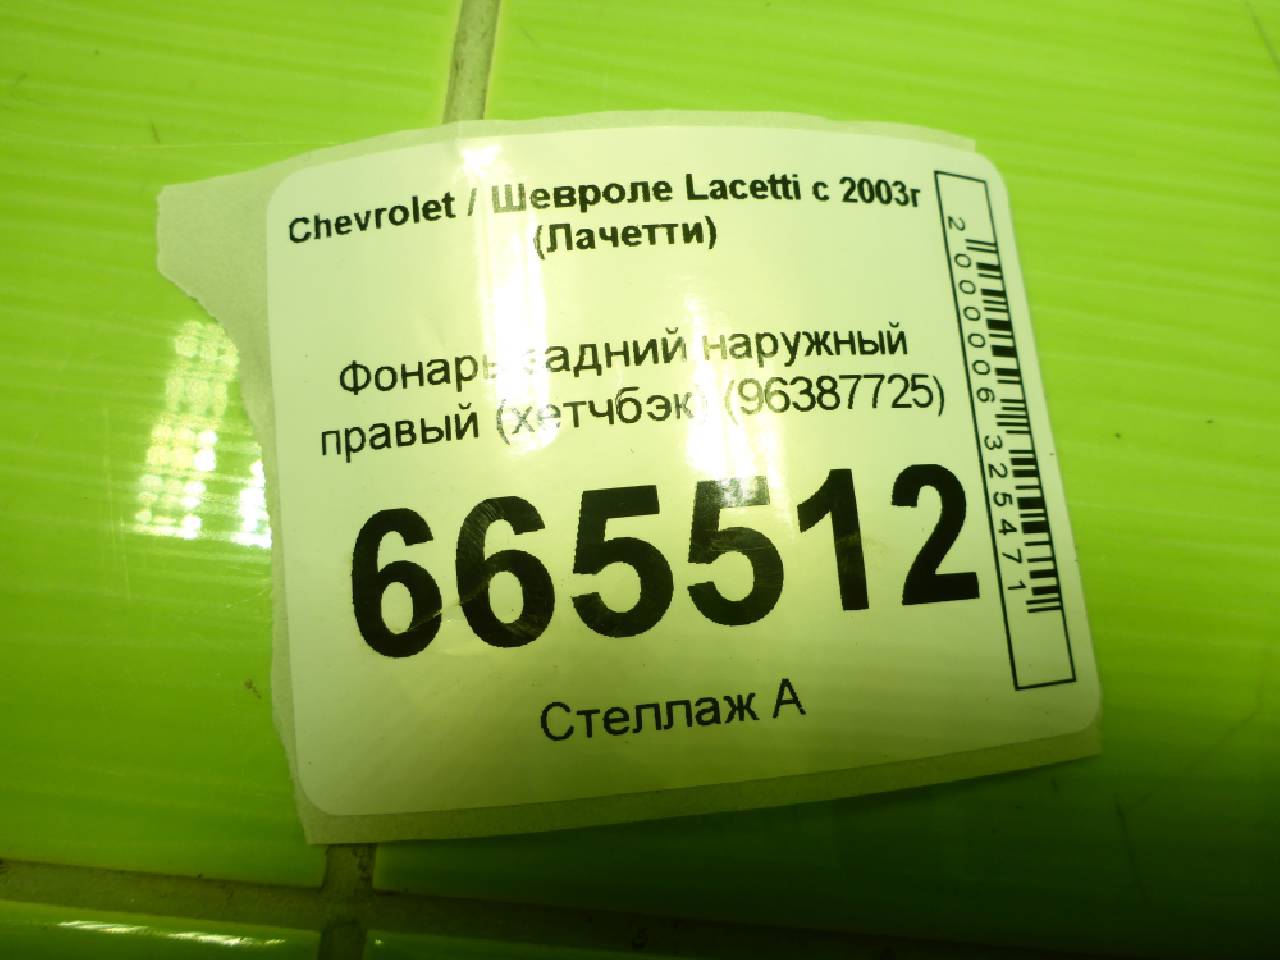 Chevrolet / Шевроле Lacetti с 2003г
(Лачетти)
Фонарь задний наружный
правый (хетчбэк) (96387725)
665512
Стеллаж А
2000006325471